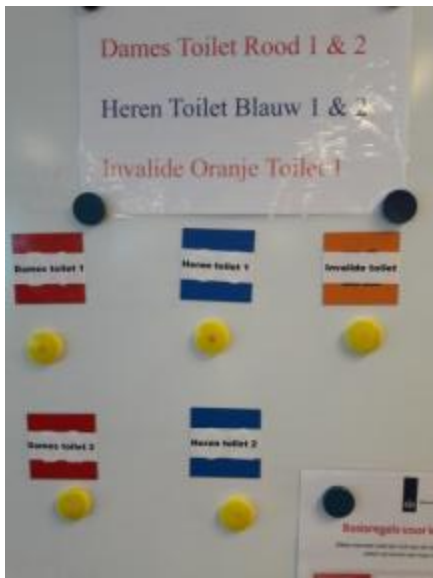 Dames Toilet Rood 1 & 2
Heren Toilet Blauw 1 & 2
Invalide Oranje Toilet 1
Dames toilet 1
Heren toilet 1
Invalide toilet
Dames toilet 2
Heren toilet 2
Basisregels voor